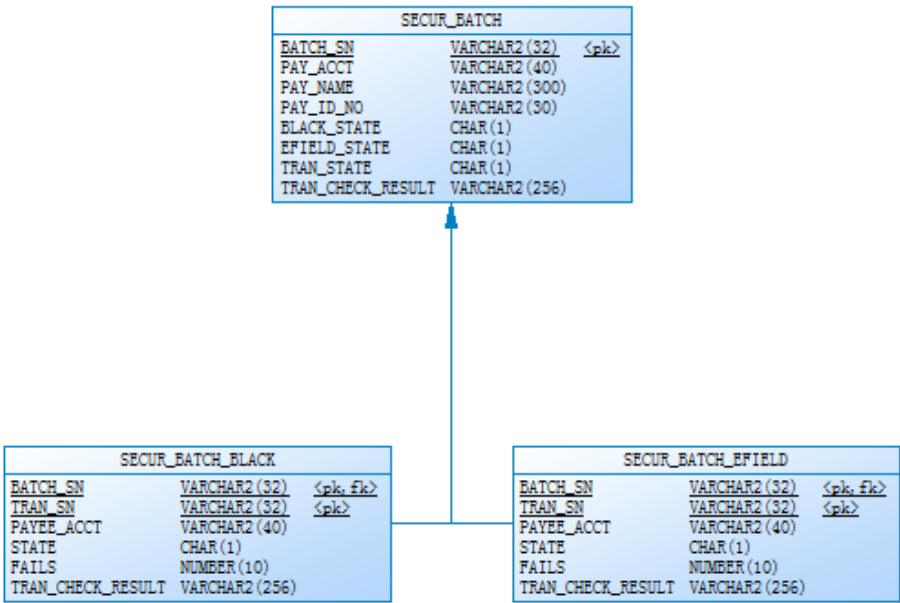 SECUR_BATCH
BATCH_SN VARCHAR2(32) <pk>
PAY_ACCT VARCHAR2(40)
PAY_NAME VARCHAR2(300)
PAY_ID_NO VARCHAR2(30)
BLACK_STATE CHAR(1)
EFIELD_STATE CHAR(1)
TRAN_STATE CHAR(1)
TRAN_CHECK_RESULT VARCHAR2(256)
SECUR_BATCH_BLACK
BATCH_SN VARCHAR2(32) <pk,fk>
TRAN_SN VARCHAR2(32) <pk>
PAYEE_ACCT VARCHAR2(40)
STATE CHAR(1)
FAILS NUMBER(10)
TRAN_CHECK_RESULT VARCHAR2(256)
SECUR_BATCH_EFIELD
BATCH_SN VARCHAR2(32) <pk,fk>
TRAN_SN VARCHAR2(32) <pk>
PAYEE_ACCT VARCHAR2(40)
STATE CHAR(1)
FAILS NUMBER(10)
TRAN_CHECK_RESULT VARCHAR2(256)